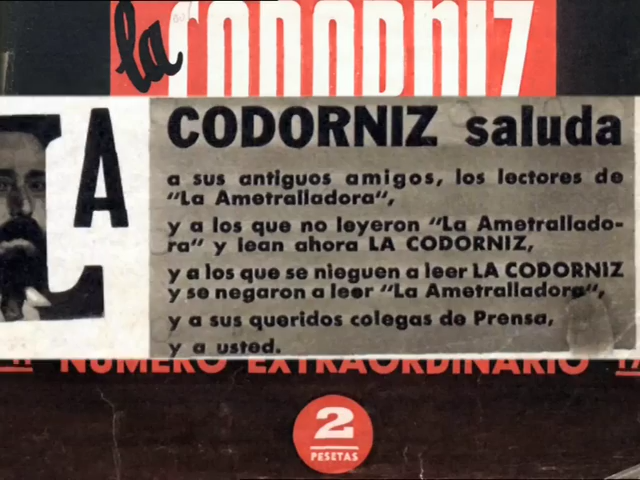 la CODORNIZ
LA CODORNIZ saluda
a sus antiguos amigos, los lectores de
"La Ametralladora",
y a los que no leyeron "La Ametrallado-
ra" y lean ahora LA CODORNIZ,
y a los que se nieguen a leer LA CODORNIZ
y se negaron a leer "La Ametralladora",
y a sus queridos colegas de Prensa,
y a usted.
NUMERO EXTRAORDINARIO
2
PESETAS